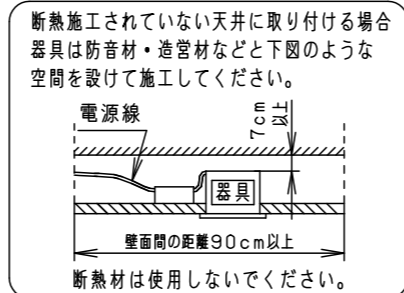 断熱施工されていない天井に取り付ける場合
器具は防音材・造営材などと下図のような
空間を設けて施工してください。
電源線
7cm
以上
器具
壁面間の距離90cm以上
断熱材は使用しないでください。